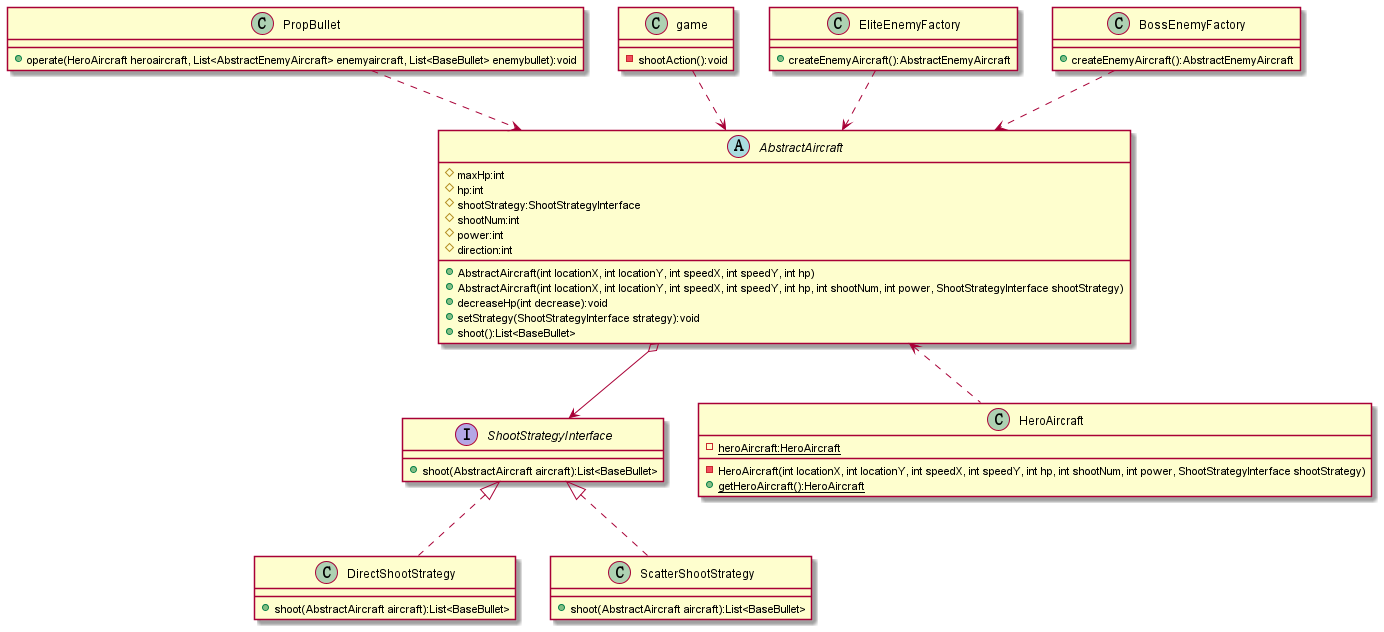 C PropBullet
operate(HeroAircraft heroaircraft, List<AbstractEnemyAircraft> enemyaircraft, List<BaseBullet> enemybullet):void
C game
shootAction():void
C EliteEnemyFactory
createEnemyAircraft():AbstractEnemyAircraft
C BossEnemyFactory
createEnemyAircraft():AbstractEnemyAircraft
A AbstractAircraft
maxHp:int
hp:int
shootStrategy:ShootStrategyInterface
shootNum:int
power:int
direction:int
AbstractAircraft(int locationX, int locationY, int speedX, int speedY, int hp)
AbstractAircraft(int locationX, int locationY, int speedX, int speedY, int hp, int shootNum, int power, ShootStrategyInterface shootStrategy)
decreaseHp(int decrease):void
setStrategy(ShootStrategyInterface strategy):void
shoot():List<BaseBullet>
I ShootStrategyInterface
shoot(AbstractAircraft aircraft):List<BaseBullet>
C HeroAircraft
heroAircraft:HeroAircraft
HeroAircraft(int locationX, int locationY, int speedX, int speedY, int hp, int shootNum, int power, ShootStrategyInterface shootStrategy)
getHeroAircraft():HeroAircraft
C DirectShootStrategy
shoot(AbstractAircraft aircraft):List<BaseBullet>
C ScatterShootStrategy
shoot(AbstractAircraft aircraft):List<BaseBullet>